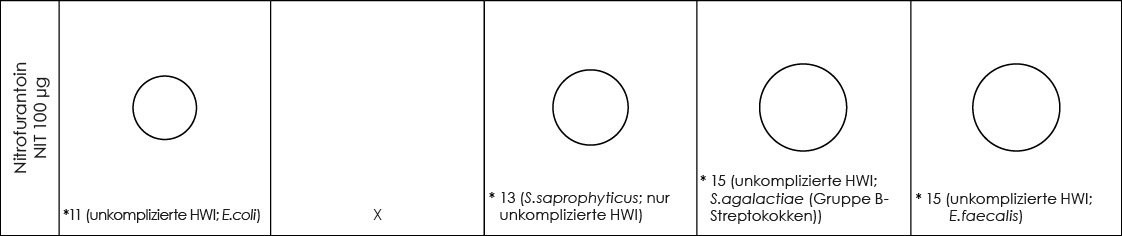 Nitrofurantoin
NIT 100 µg
*11 (unkomplizierte HWI; E.coli)
X
* 13 (S.saprophyticus; nur
unkomplizierte HWI)
* 15 (unkomplizierte HWI;
S.agalactiae (Gruppe B-
Streptokokken))
* 15 (unkomplizierte HWI;
E.faecalis)